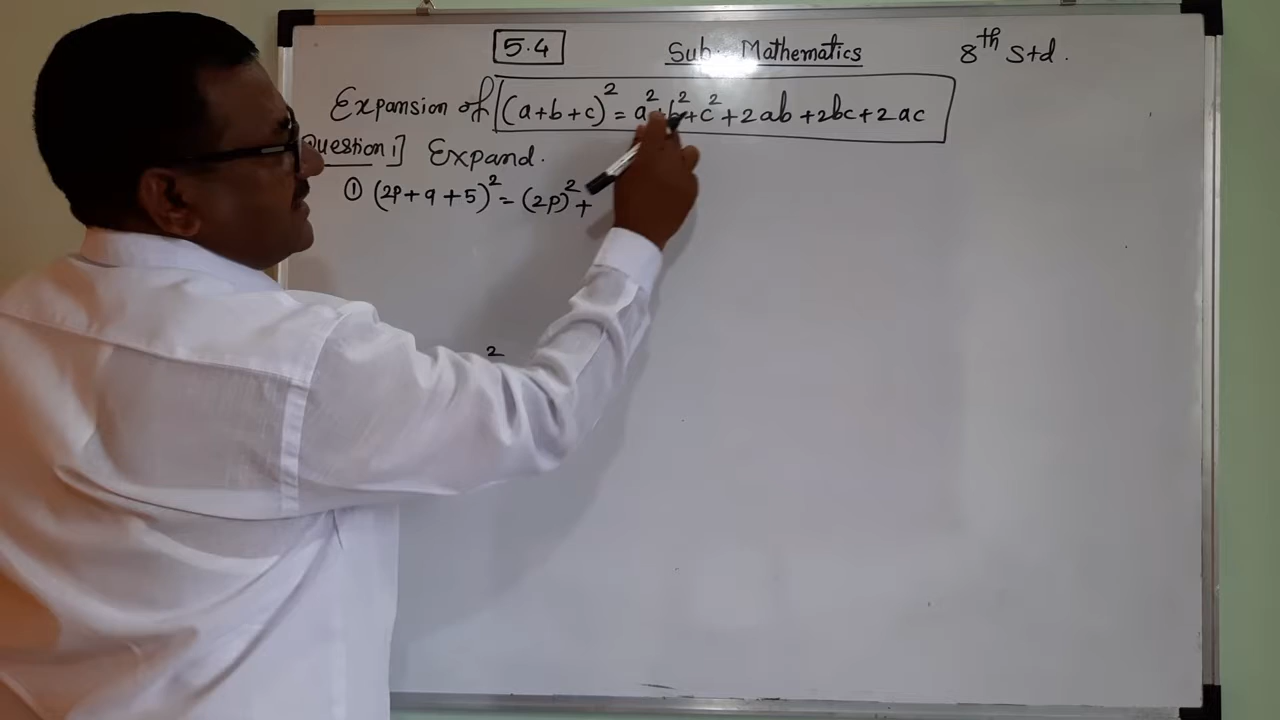 5.4 Sub:- Mathematics 8th Std.
Expansion of (a+b+c)² = a²+b²+c²+2ab+2bc+2ac
Question 1] Expand.
① (2p+q+5)² = (2p)²+
2